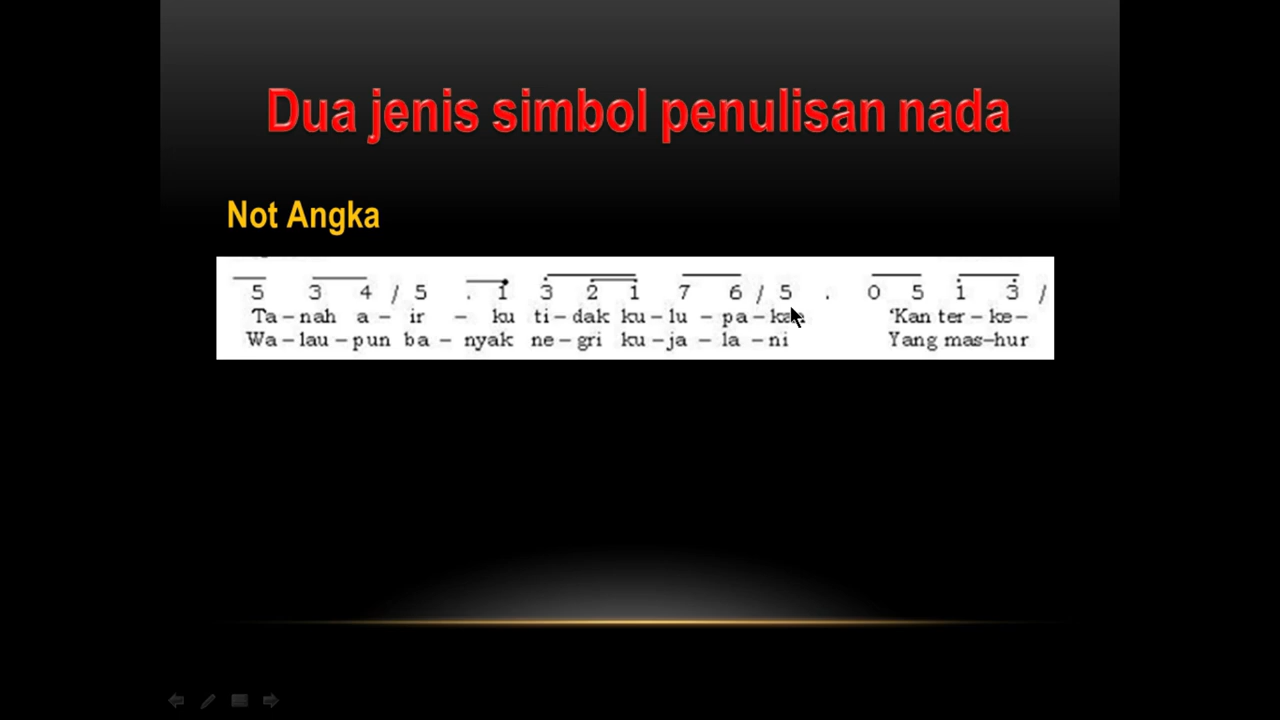 Dua jenis simbol penulisan nada
Not Angka
5 3 4 / 5 . 1̇ 3̇ 2̇ 1̇ 7 6 / 5 . 0 5 1̇ 3̇ /
Ta – nah a – ir – ku ti – dak ku – lu – pa – kan 'Kan ter – ke –
Wa – lau – pun ba – nyak ne – gri ku – ja – la – ni Yang mas–hur